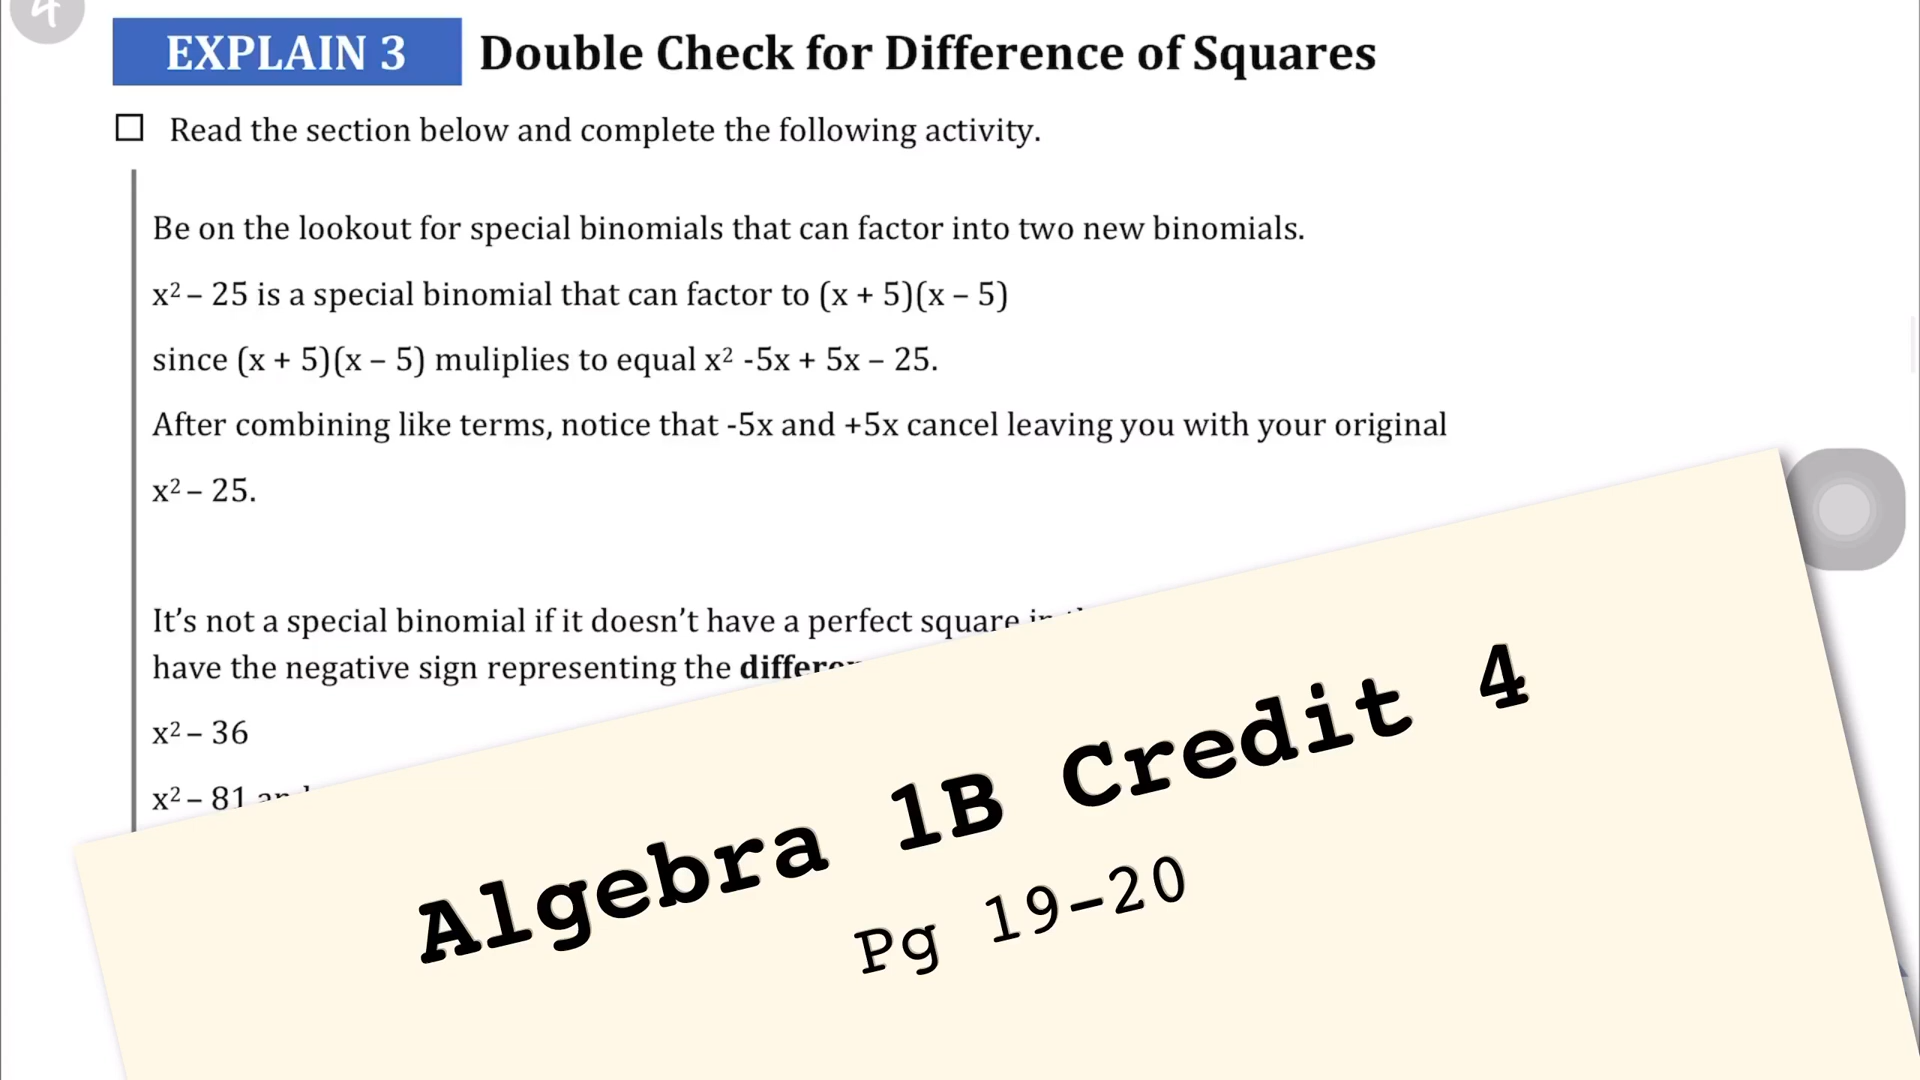 4
EXPLAIN 3 Double Check for Difference of Squares
Read the section below and complete the following activity.
Be on the lookout for special binomials that can factor into two new binomials.
x² – 25 is a special binomial that can factor to (x + 5)(x – 5)
since (x + 5)(x – 5) muliplies to equal x² -5x + 5x – 25.
After combining like terms, notice that -5x and +5x cancel leaving you with your original
x² – 25.
It’s not a special binomial if it doesn’t have a perfect square
have the negative sign representing the
x² – 36
x² – 81
Algebra 1B Credit 4
Pg 19-20